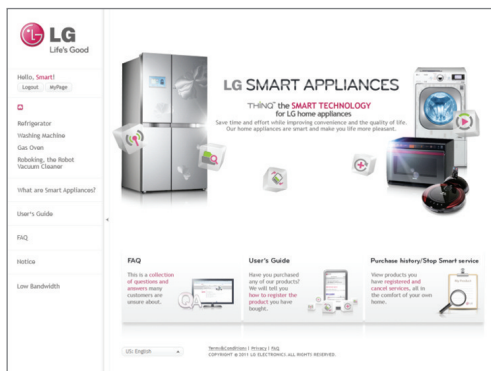 LG
Life's Good
Hello, Smart!
Logout MyPage
Refrigerator
Washing Machine
Gas Oven
Roboking, the Robot
Vacuum Cleaner
What are Smart Appliances?
User's Guide
FAQ
Notice
Low Bandwidth
LG SMART APPLIANCES
THINQ™ the SMART TECHNOLOGY
for LG home appliances
Save time and effort while improving convenience and the quality of life.
Our home appliances are smart and make you life more pleasant.
FAQ
This is a collection
of questions and
answers many
customers are
unsure about.
QA
User's Guide
Have you purchased
any of our products?
We will tell you
how to register the
product you have
bought.
Purchase history/Stop Smart service
View products you
have registered and
cancel services, all in
the comfort of your own
home.
US: English
Terms&Conditions | Privacy | FAQ
COPYRIGHT © 2011 LG ELECTRONICS. ALL RIGHTS RESERVED.